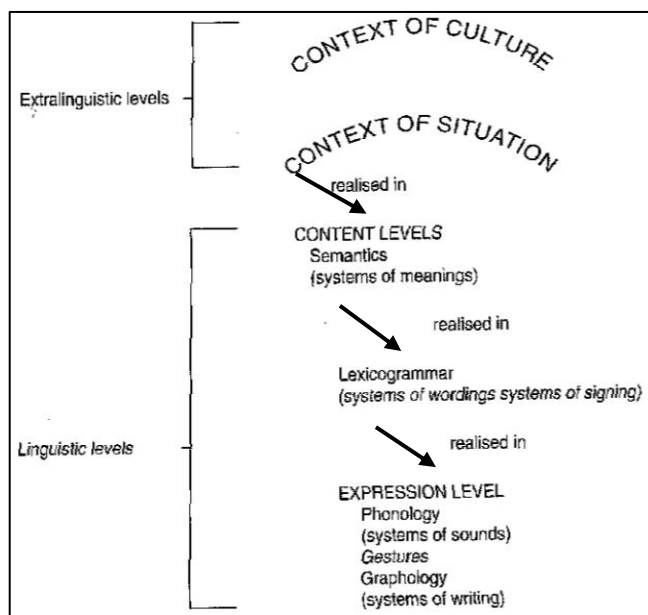 CONTEXT OF CULTURE
Extralinguistic levels
CONTEXT OF SITUATION
realised in
CONTENT LEVELS
Semantics
(systems of meanings)
realised in
Lexicogrammar
(systems of wordings systems of signing)
realised in
Linguistic levels
EXPRESSION LEVEL
Phonology
(systems of sounds)
Gestures
Graphology
(systems of writing)